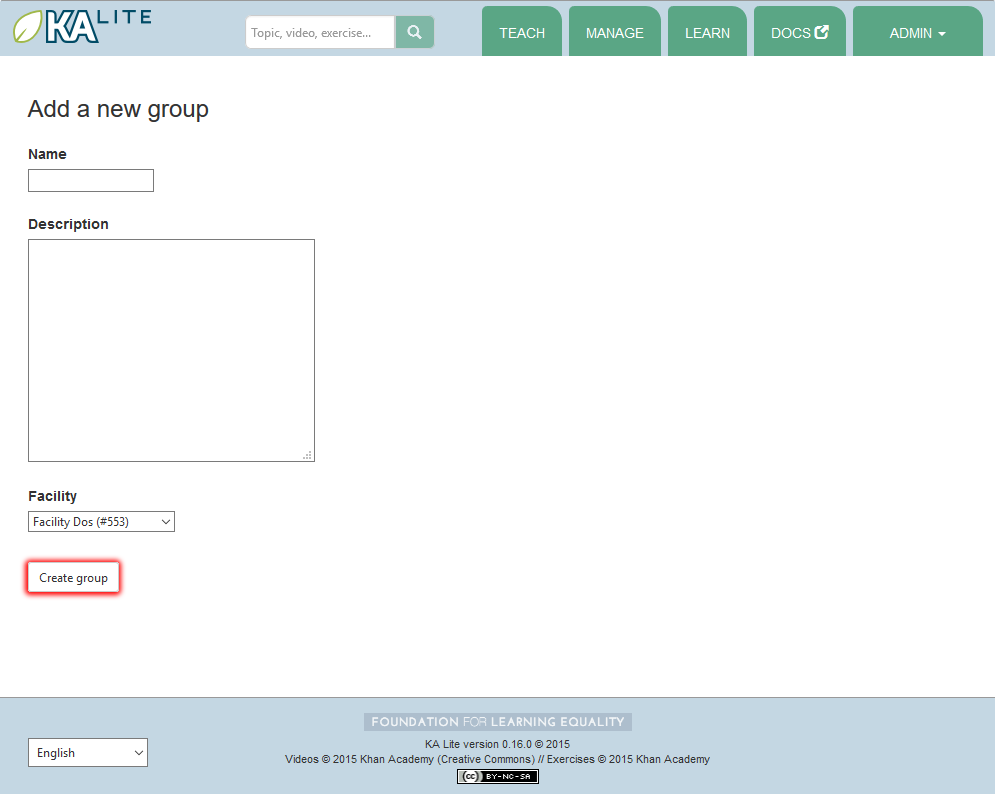 KA LITE
Topic, video, exercise...
TEACH
MANAGE
LEARN
DOCS
ADMIN
Add a new group
Name
Description
Facility
Facility Dos (#553)
Create group
FOUNDATION FOR LEARNING EQUALITY
English
KA Lite version 0.16.0 © 2015
Videos © 2015 Khan Academy (Creative Commons) // Exercises © 2015 Khan Academy
cc BY-NC-SA